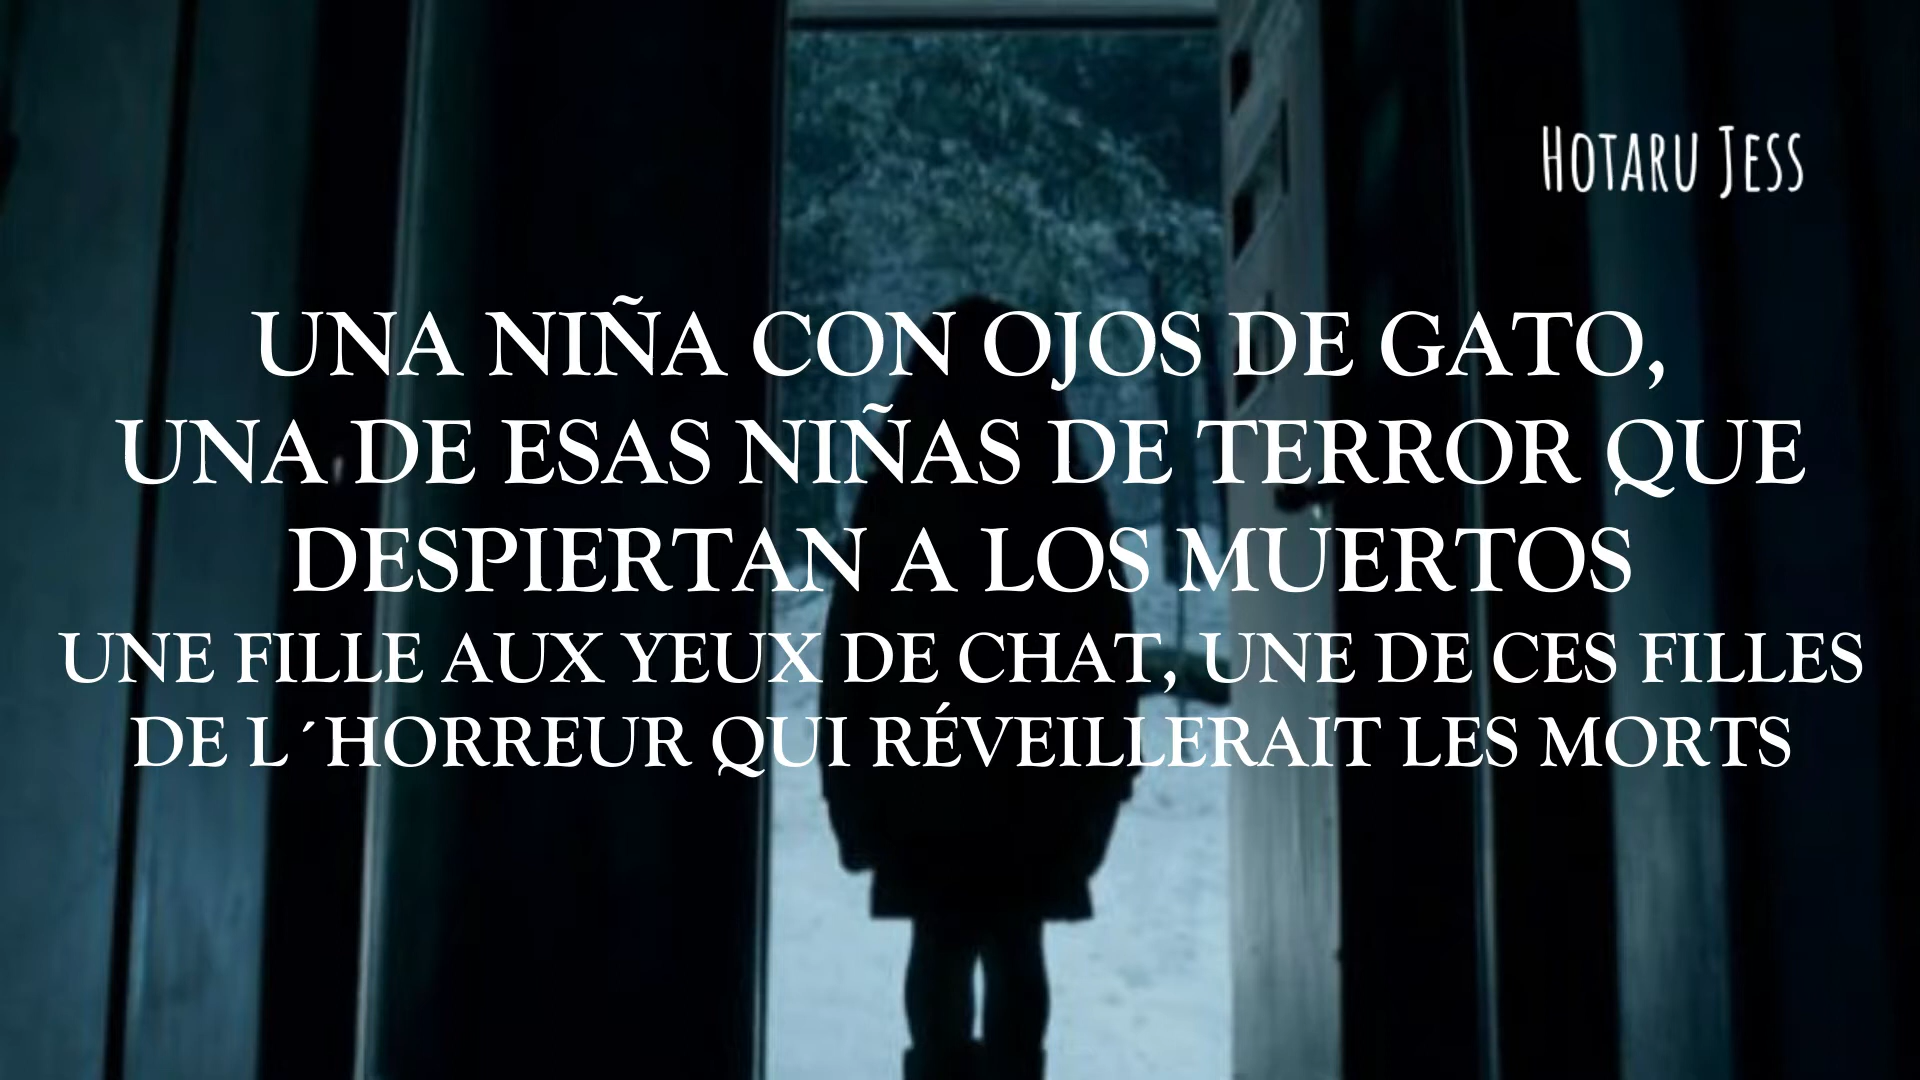 HOTARU JESS
UNA NIÑA CON OJOS DE GATO,
UNA DE ESAS NIÑAS DE TERROR QUE
DESPIERTAN A LOS MUERTOS
UNE FILLE AUX YEUX DE CHAT, UNE DE CES FILLES
DE L´HORREUR QUI RÉVEILLERAIT LES MORTS